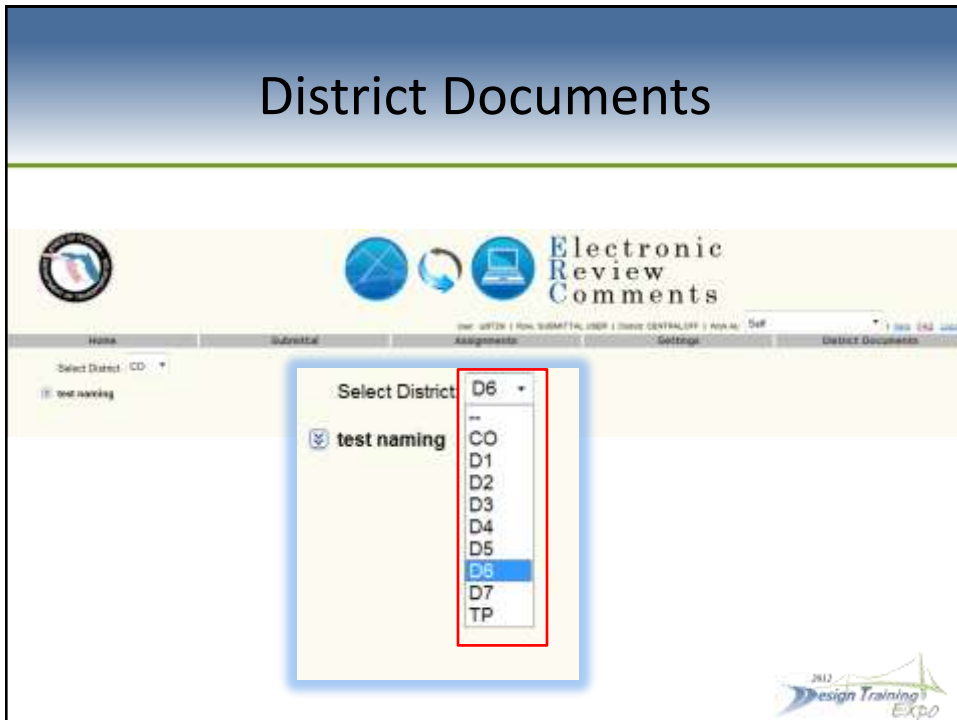 District Documents
Electronic
Review
Comments
Self
Home Submittal Assignments Settings District Documents
Select District: CO
test naming
Select District: D6
test naming
--
CO
D1
D2
D3
D4
D5
D6
D7
TP
2012
Design Training
Expo